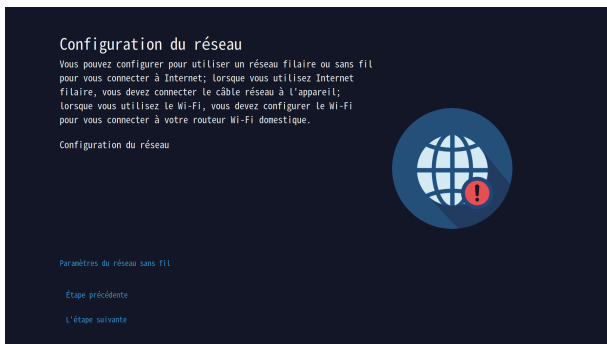 Configuration du réseau
Vous pouvez configurer pour utiliser un réseau filaire ou sans fil
pour vous connecter à Internet; lorsque vous utilisez Internet
filaire, vous devez connecter le câble réseau à l'appareil;
lorsque vous utilisez le Wi-Fi, vous devez configurer le Wi-Fi
pour vous connecter à votre routeur Wi-Fi domestique.
Configuration du réseau
Paramètres du réseau sans fil
Étape précédente
L'étape suivante